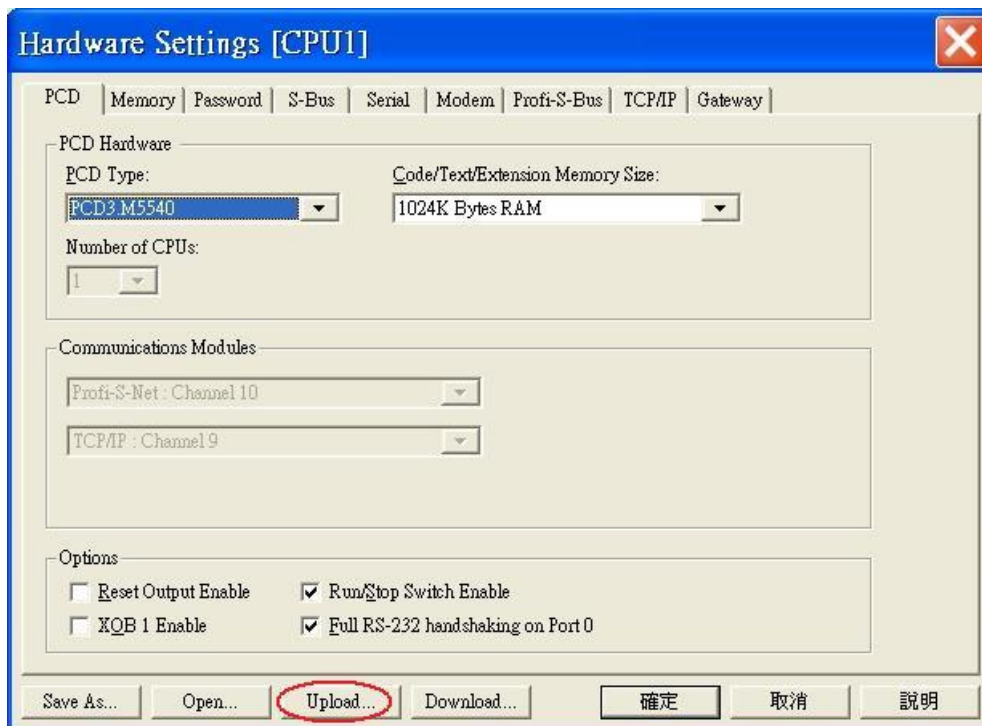 Hardware Settings [CPU1]
PCD Memory Password S-Bus Serial Modem Profi-S-Bus TCP/IP Gateway
PCD Hardware
PCD Type: Code/Text/Extension Memory Size:
PCD3.M5540 1024K Bytes RAM
Number of CPUs:
1
Communications Modules
Profi-S-Net : Channel 10
TCP/IP : Channel 9
Options
Reset Output Enable Run/Stop Switch Enable
XOB 1 Enable Full RS-232 handshaking on Port 0
Save As... Open... Upload... Download... 確定 取消 說明